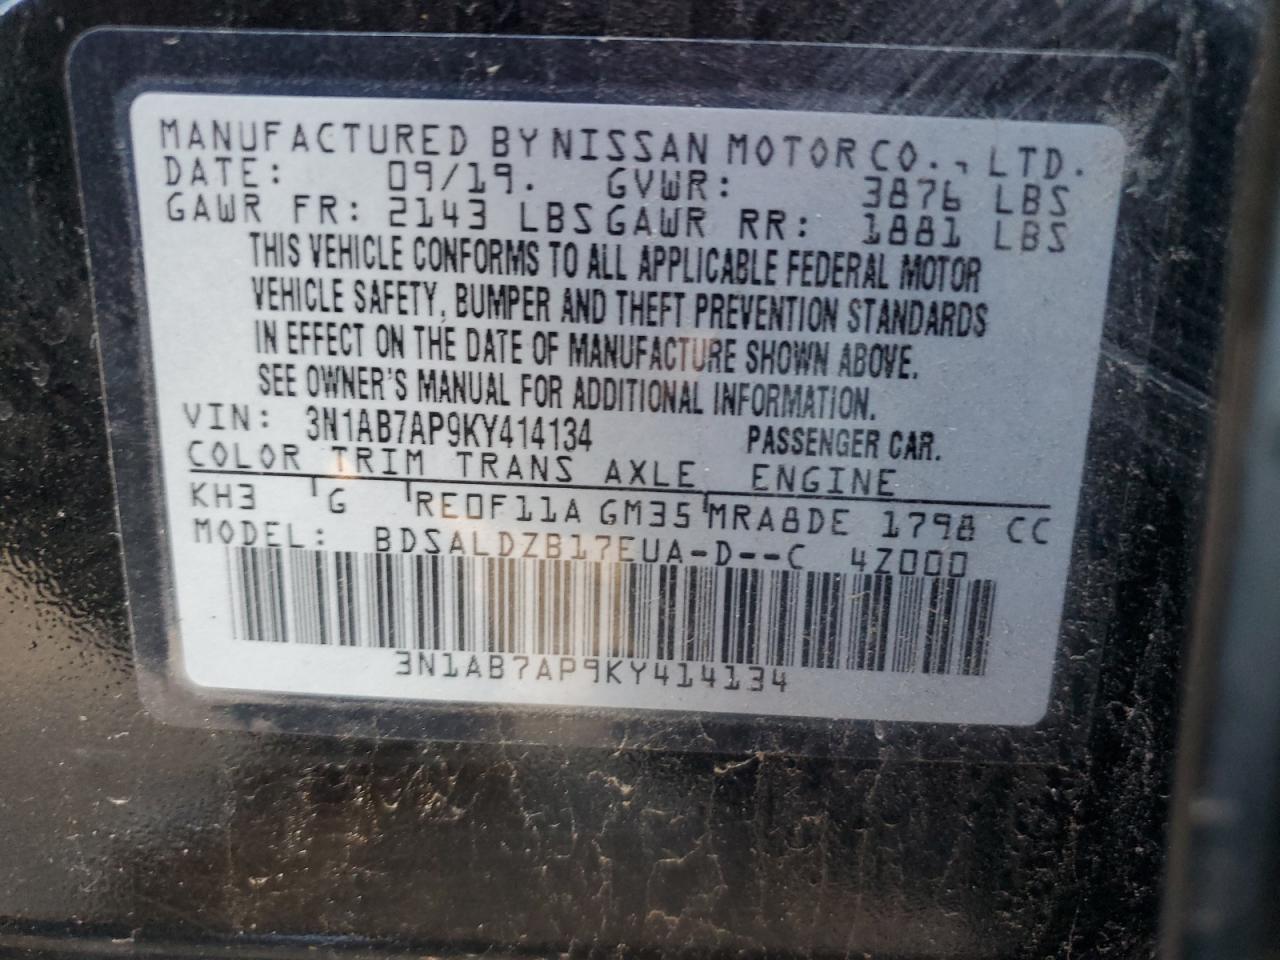 MANUFACTURED BY NISSAN MOTOR CO., LTD.
DATE: 09/19. GVWR: 3876 LBS
GAWR FR: 2143 LBS GAWR RR: 1881 LBS
THIS VEHICLE CONFORMS TO ALL APPLICABLE FEDERAL MOTOR
VEHICLE SAFETY, BUMPER AND THEFT PREVENTION STANDARDS
IN EFFECT ON THE DATE OF MANUFACTURE SHOWN ABOVE.
SEE OWNER'S MANUAL FOR ADDITIONAL INFORMATION.
VIN: 3N1AB7AP9KY414134 PASSENGER CAR.
COLOR TRIM TRANS AXLE ENGINE
KH3 G RE0F11A GM35 MRA8DE 1798 CC
MODEL: BDSALDZB17EUA-D--C 4Z000
3N1AB7AP9KY414134